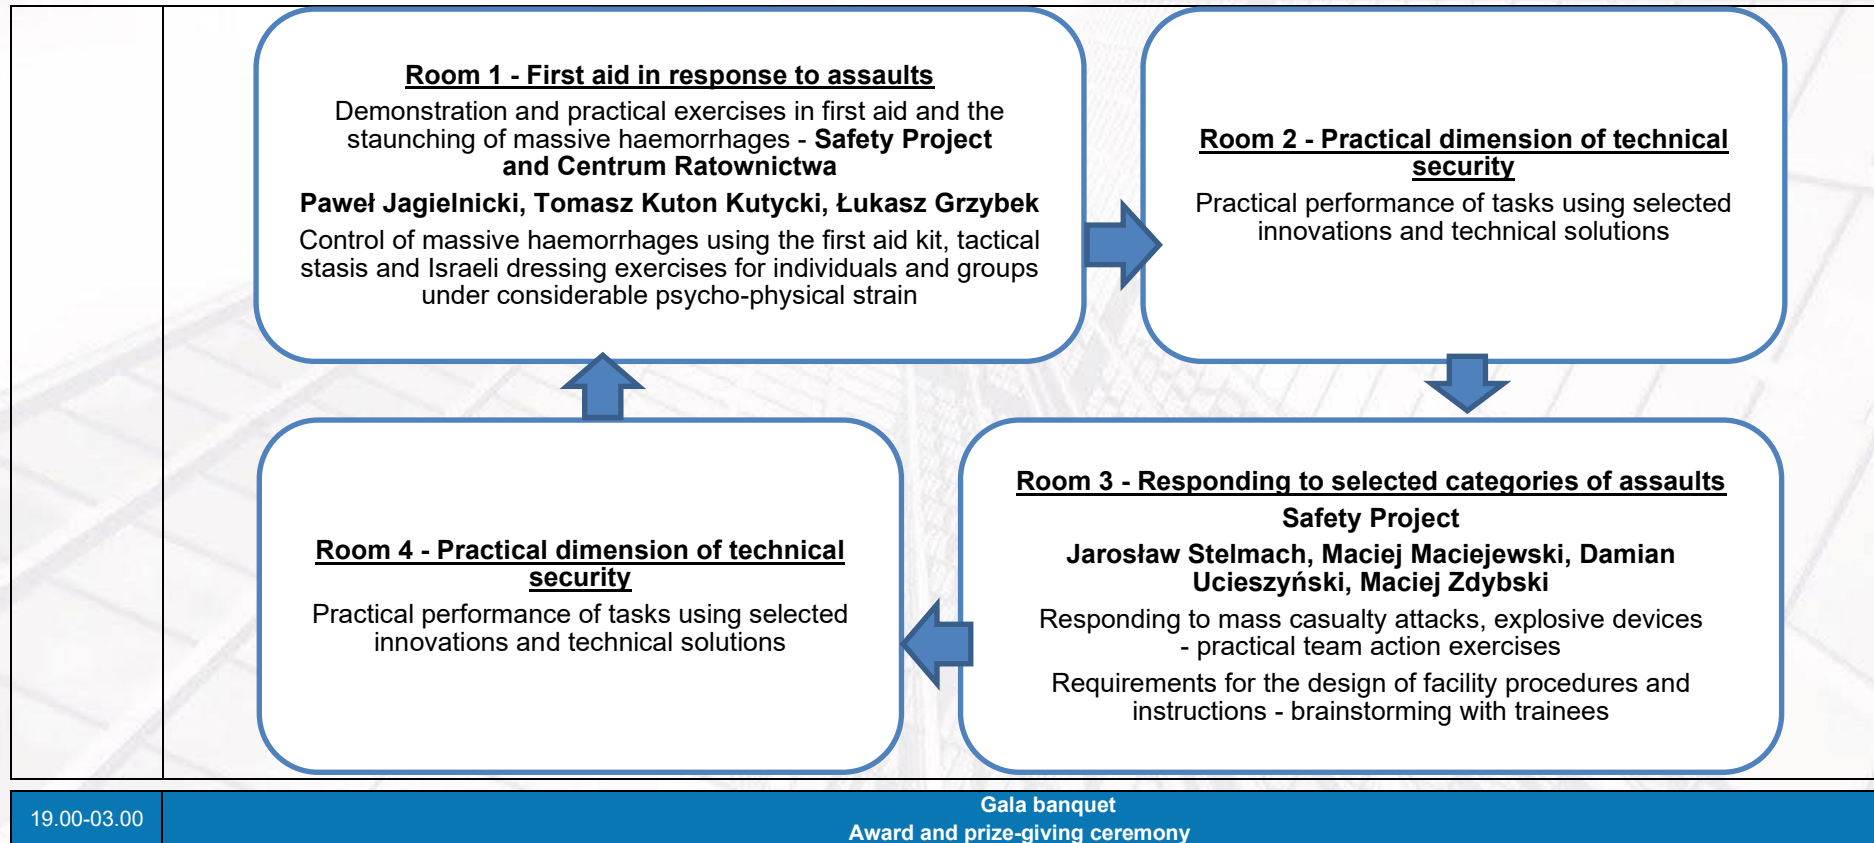 Room 1 - First aid in response to assaults
Demonstration and practical exercises in first aid and the
staunching of massive haemorrhages - Safety Project
and Centrum Ratownictwa
Paweł Jagielnicki, Tomasz Kuton Kutycki, Łukasz Grzybek
Control of massive haemorrhages using the first aid kit, tactical
stasis and Israeli dressing exercises for individuals and groups
under considerable psycho-physical strain
Room 2 - Practical dimension of technical
security
Practical performance of tasks using selected
innovations and technical solutions
Room 3 - Responding to selected categories of assaults
Safety Project
Jarosław Stelmach, Maciej Maciejewski, Damian
Ucieszyński, Maciej Zdybski
Responding to mass casualty attacks, explosive devices
- practical team action exercises
Requirements for the design of facility procedures and
instructions - brainstorming with trainees
Room 4 - Practical dimension of technical
security
Practical performance of tasks using selected
innovations and technical solutions
19.00-03.00
Gala banquet
Award and prize-giving ceremony